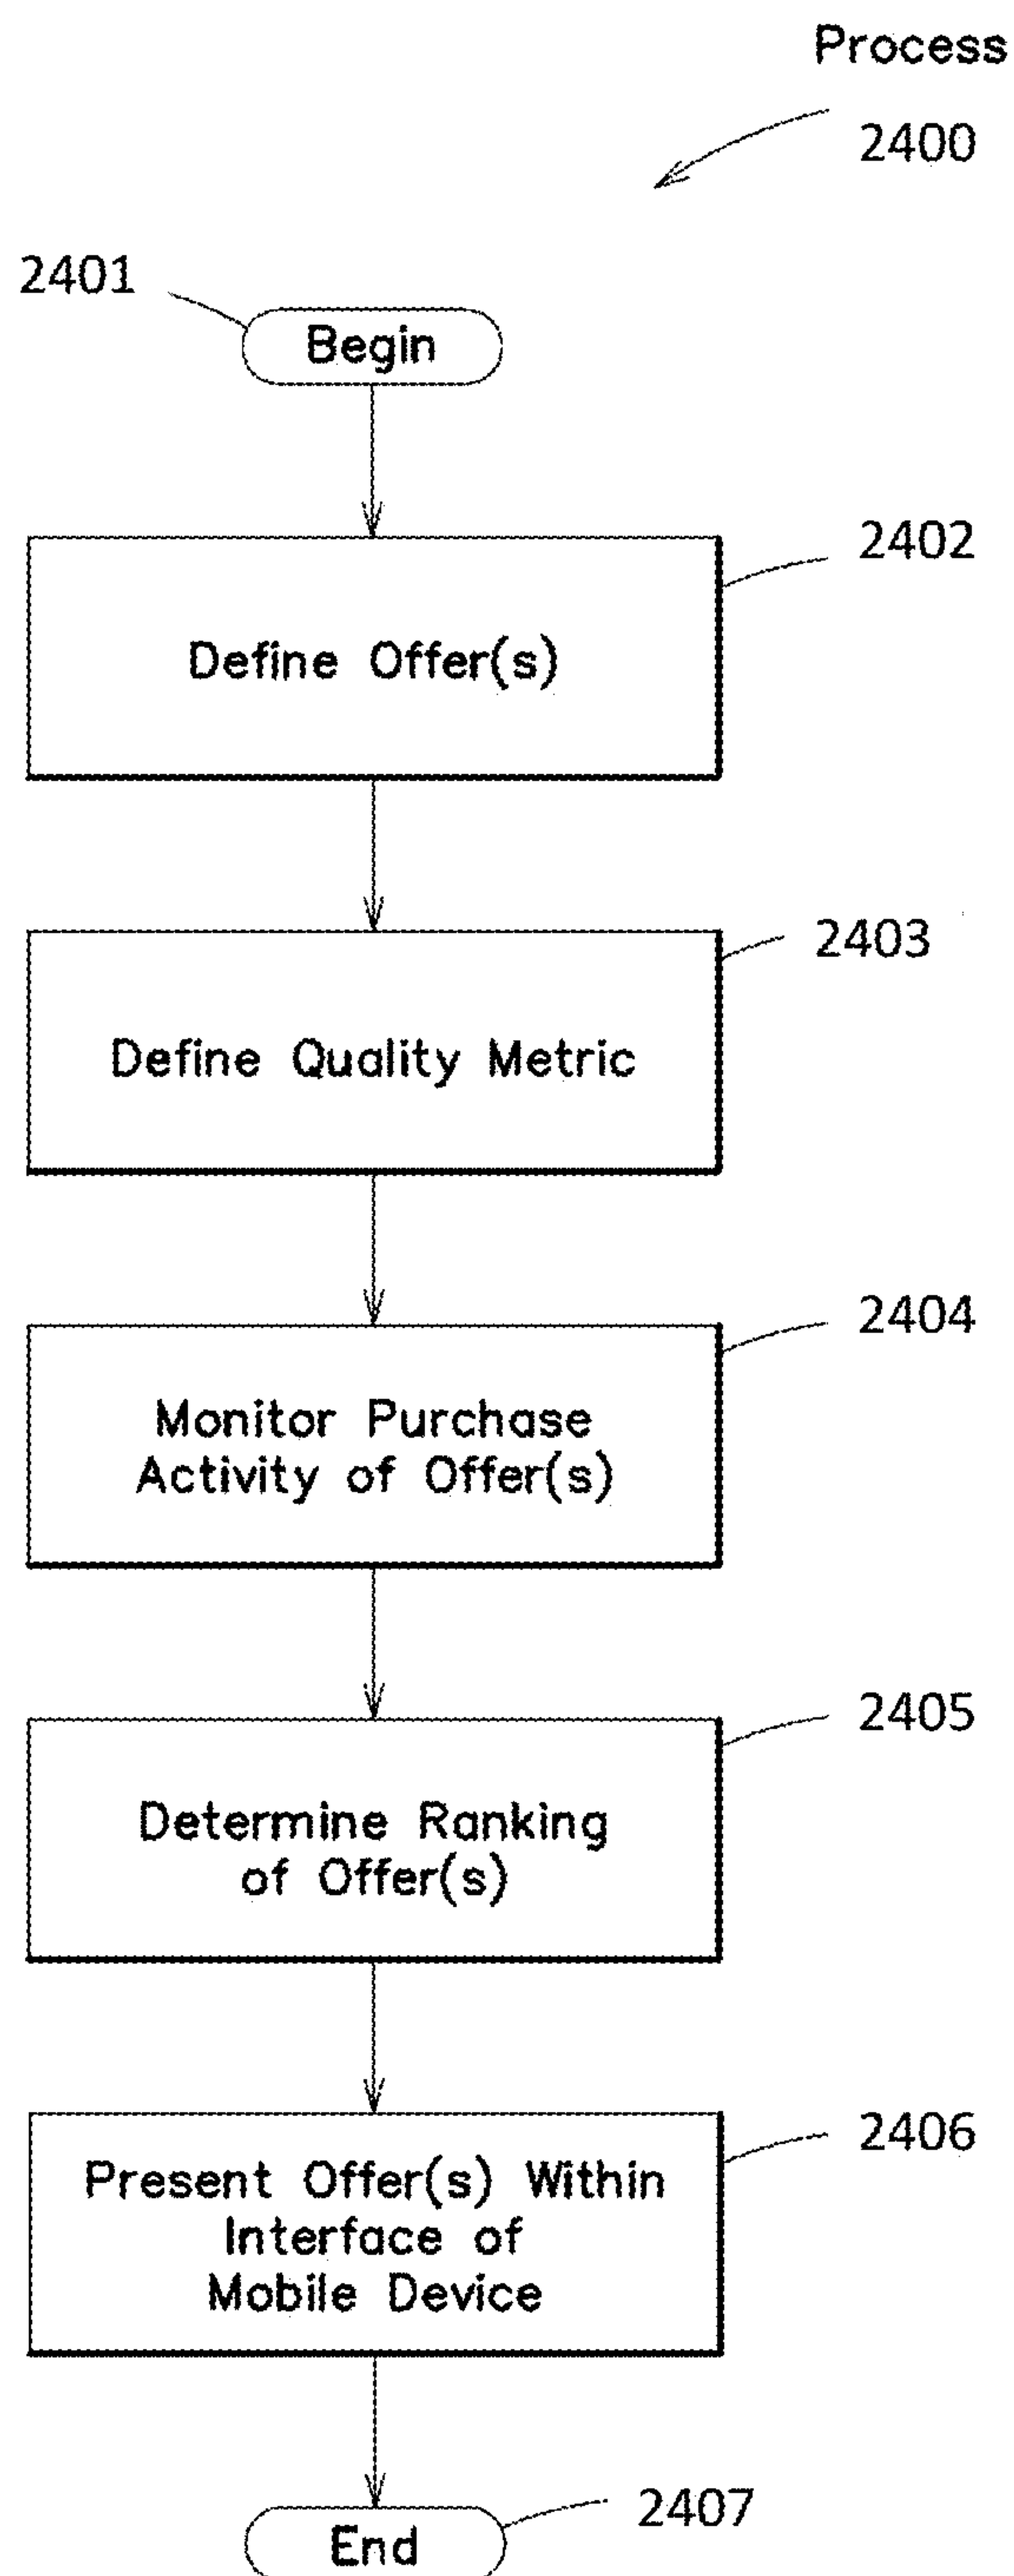 Process
2400
2401
Begin
2402
Define Offer(s)
2403
Define Quality Metric
2404
Monitor Purchase
Activity of Offer(s)
2405
Determine Ranking
of Offer(s)
2406
Present Offer(s) Within
Interface of
Mobile Device
2407
End